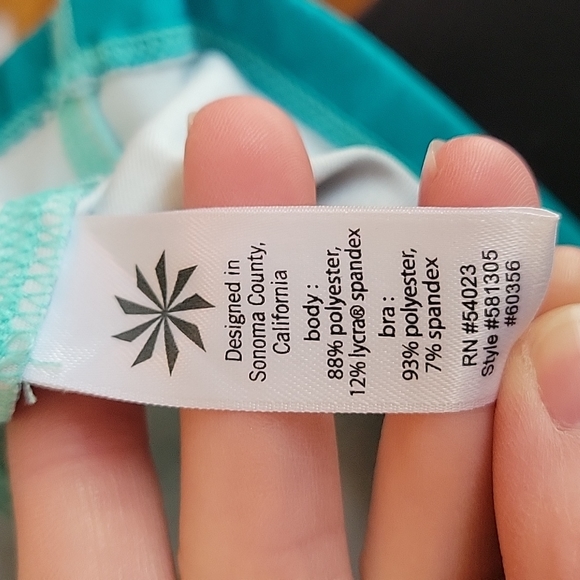 Designed in
Sonoma County,
California
body :
88% polyester,
12% lycra® spandex
bra :
93% polyester,
7% spandex
RN #54023
Style #581305
#60356